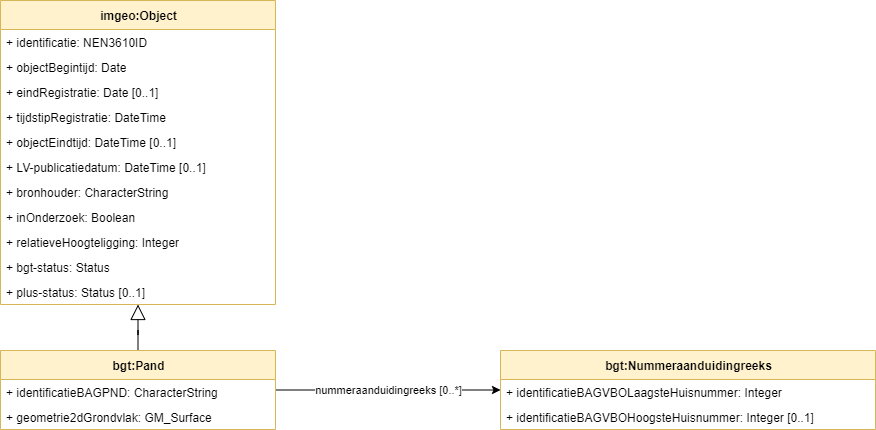 imgeo:Object
+ identificatie: NEN3610ID
+ objectBegintijd: Date
+ eindRegistratie: Date [0..1]
+ tijdstipRegistratie: DateTime
+ objectEindtijd: DateTime [0..1]
+ LV-publicatiedatum: DateTime [0..1]
+ bronhouder: CharacterString
+ inOnderzoek: Boolean
+ relatieveHoogteligging: Integer
+ bgt-status: Status
+ plus-status: Status [0..1]
bgt:Pand
+ identificatieBAGPND: CharacterString
+ geometrie2dGrondvlak: GM_Surface
nummeraanduidingreeks [0..*]
bgt:Nummeraanduidingreeks
+ identificatieBAGVBOLaagsteHuisnummer: Integer
+ identificatieBAGVBOHoogsteHuisnummer: Integer [0..1]